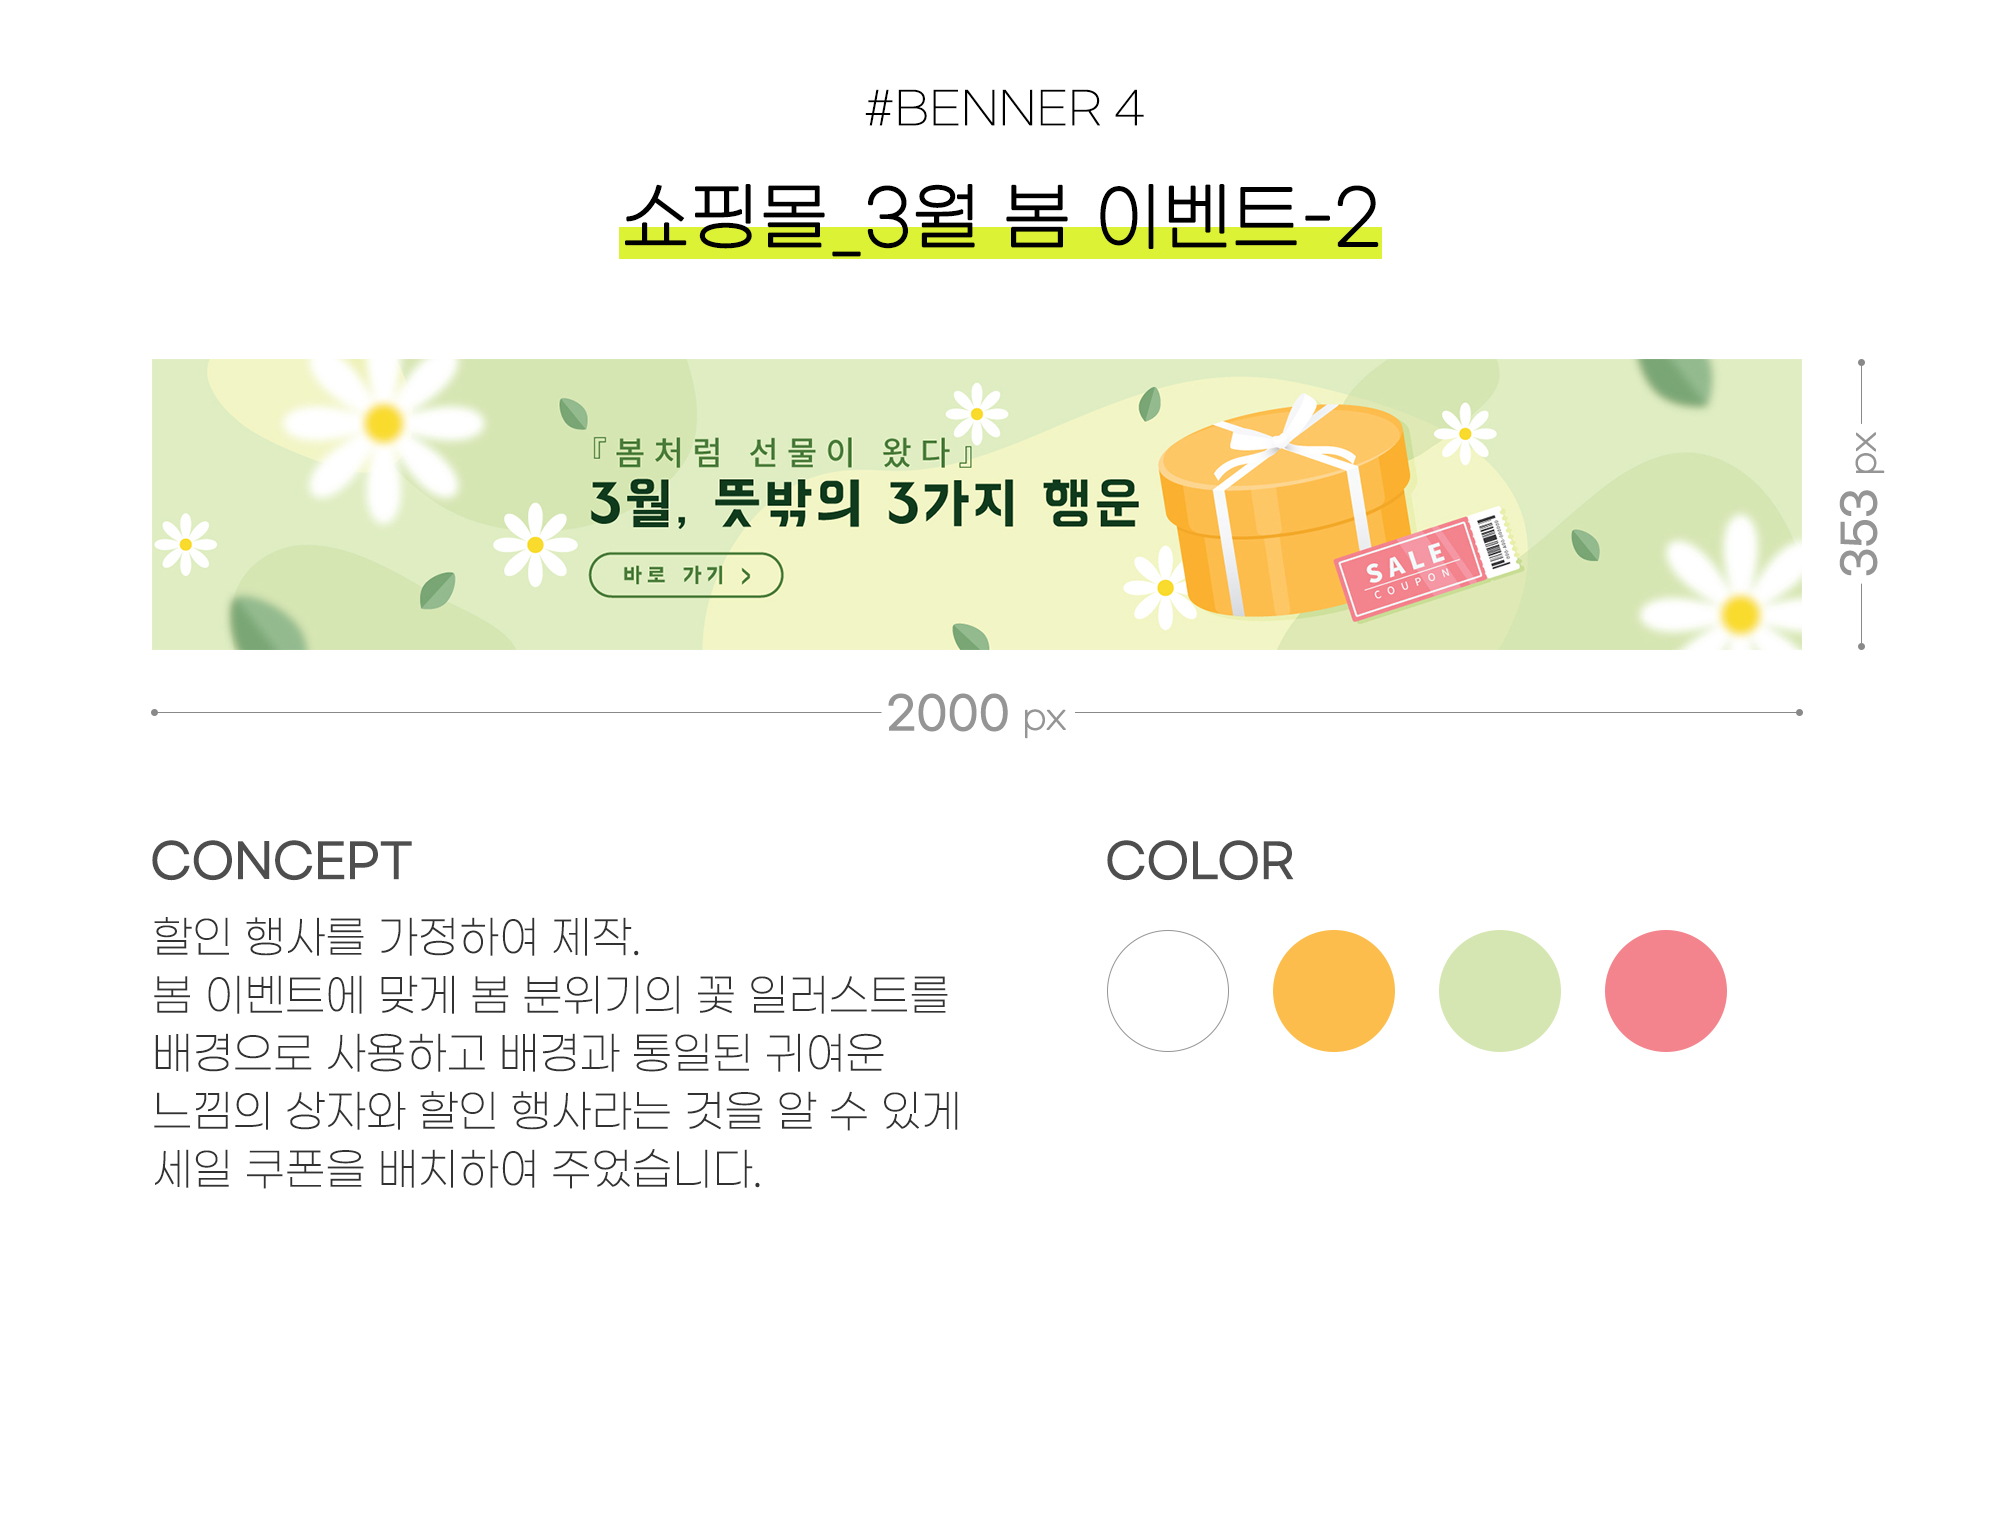 #BENNER 4
쇼핑몰_3월 봄 이벤트-2
『봄처럼 선물이 왔다』
3월, 뜻밖의 3가지 행운
바로 가기 >
SALE
COUPON
353 px
2000 px
CONCEPT
할인 행사를 가정하여 제작.
봄 이벤트에 맞게 봄 분위기의 꽃 일러스트를
배경으로 사용하고 배경과 통일된 귀여운
느낌의 상자와 할인 행사라는 것을 알 수 있게
세일 쿠폰을 배치하여 주었습니다.
COLOR